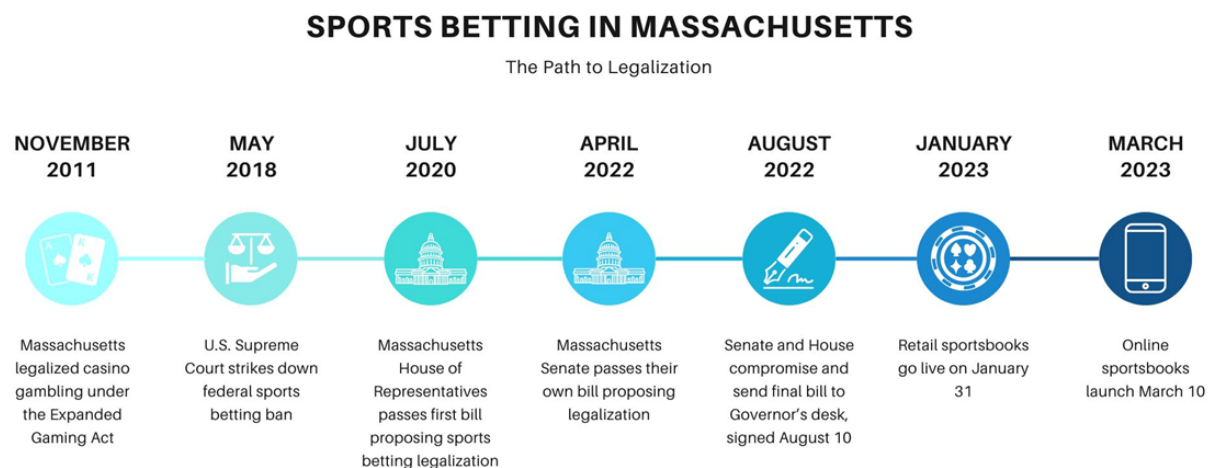 SPORTS BETTING IN MASSACHUSETTS
The Path to Legalization
NOVEMBER
2011
MAY
2018
JULY
2020
APRIL
2022
AUGUST
2022
JANUARY
2023
MARCH
2023
A
K
K
Massachusetts
legalized casino
gambling under
the Expanded
Gaming Act
U.S. Supreme
Court strikes down
federal sports
betting ban
Massachusetts
House of
Representatives
passes first bill
proposing sports
betting legalization
Massachusetts
Senate passes their
own bill proposing
legalization
Senate and House
compromise and
send final bill to
Governor's desk,
signed August 10
Retail sportsbooks
go live on January
31
Online
sportsbooks
launch March 10